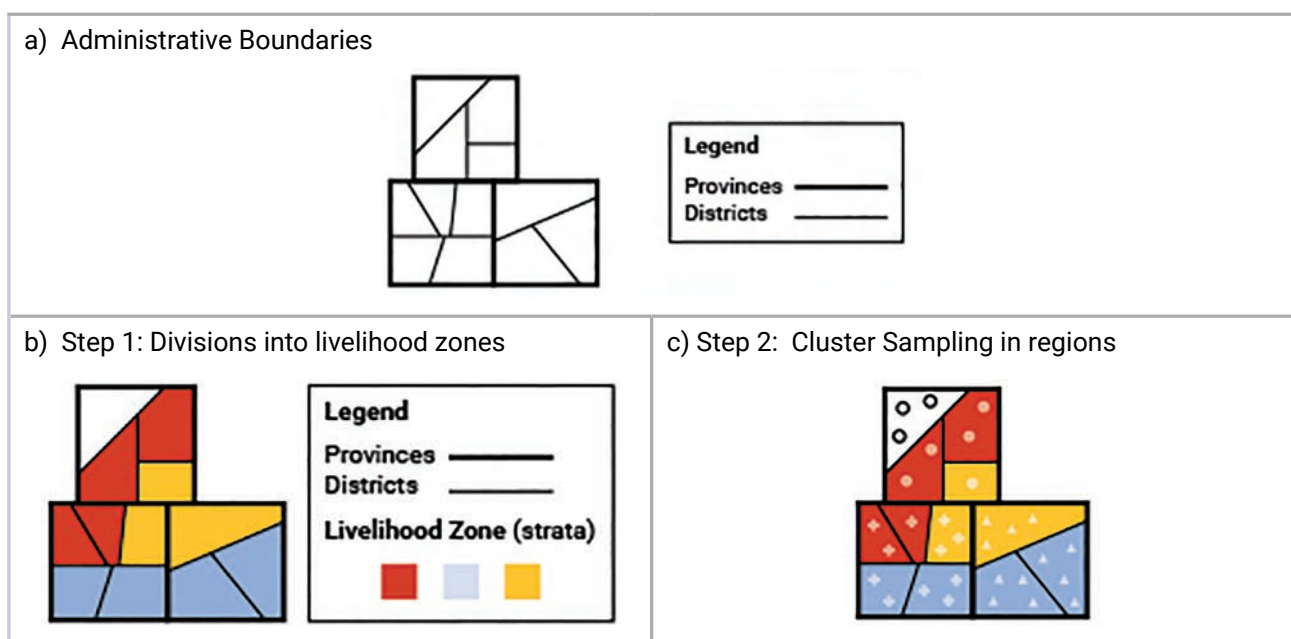 a) Administrative Boundaries
Legend
Provinces
Districts
b) Step 1: Divisions into livelihood zones
Legend
Provinces
Districts
Livelihood Zone (strata)
c) Step 2: Cluster Sampling in regions